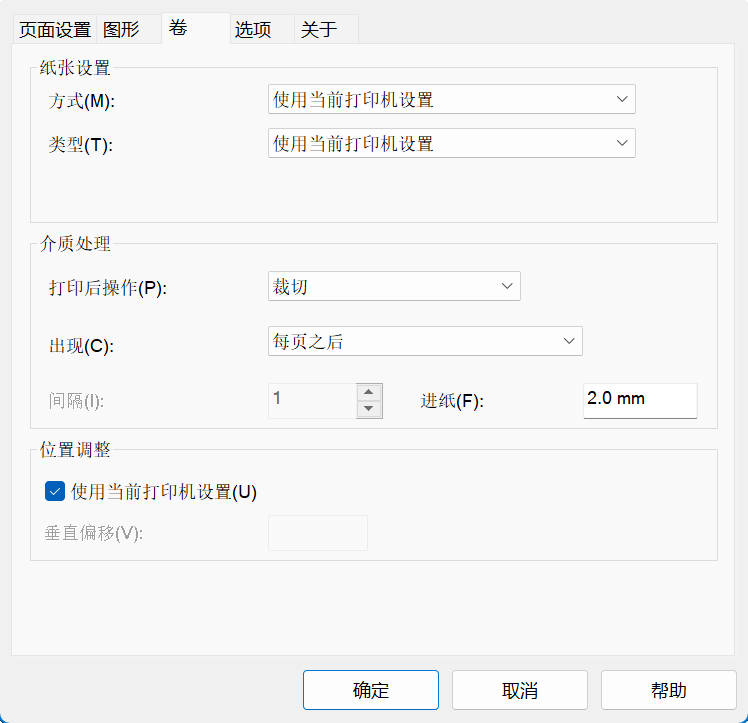 页面设置 图形 卷 选项 关于
纸张设置
方式(M): 使用当前打印机设置
类型(T): 使用当前打印机设置
介质处理
打印后操作(P): 裁切
出现(C): 每页之后
间隔(I): 1 进纸(F): 2.0 mm
位置调整
使用当前打印机设置(U)
垂直偏移(V):
确定 取消 帮助